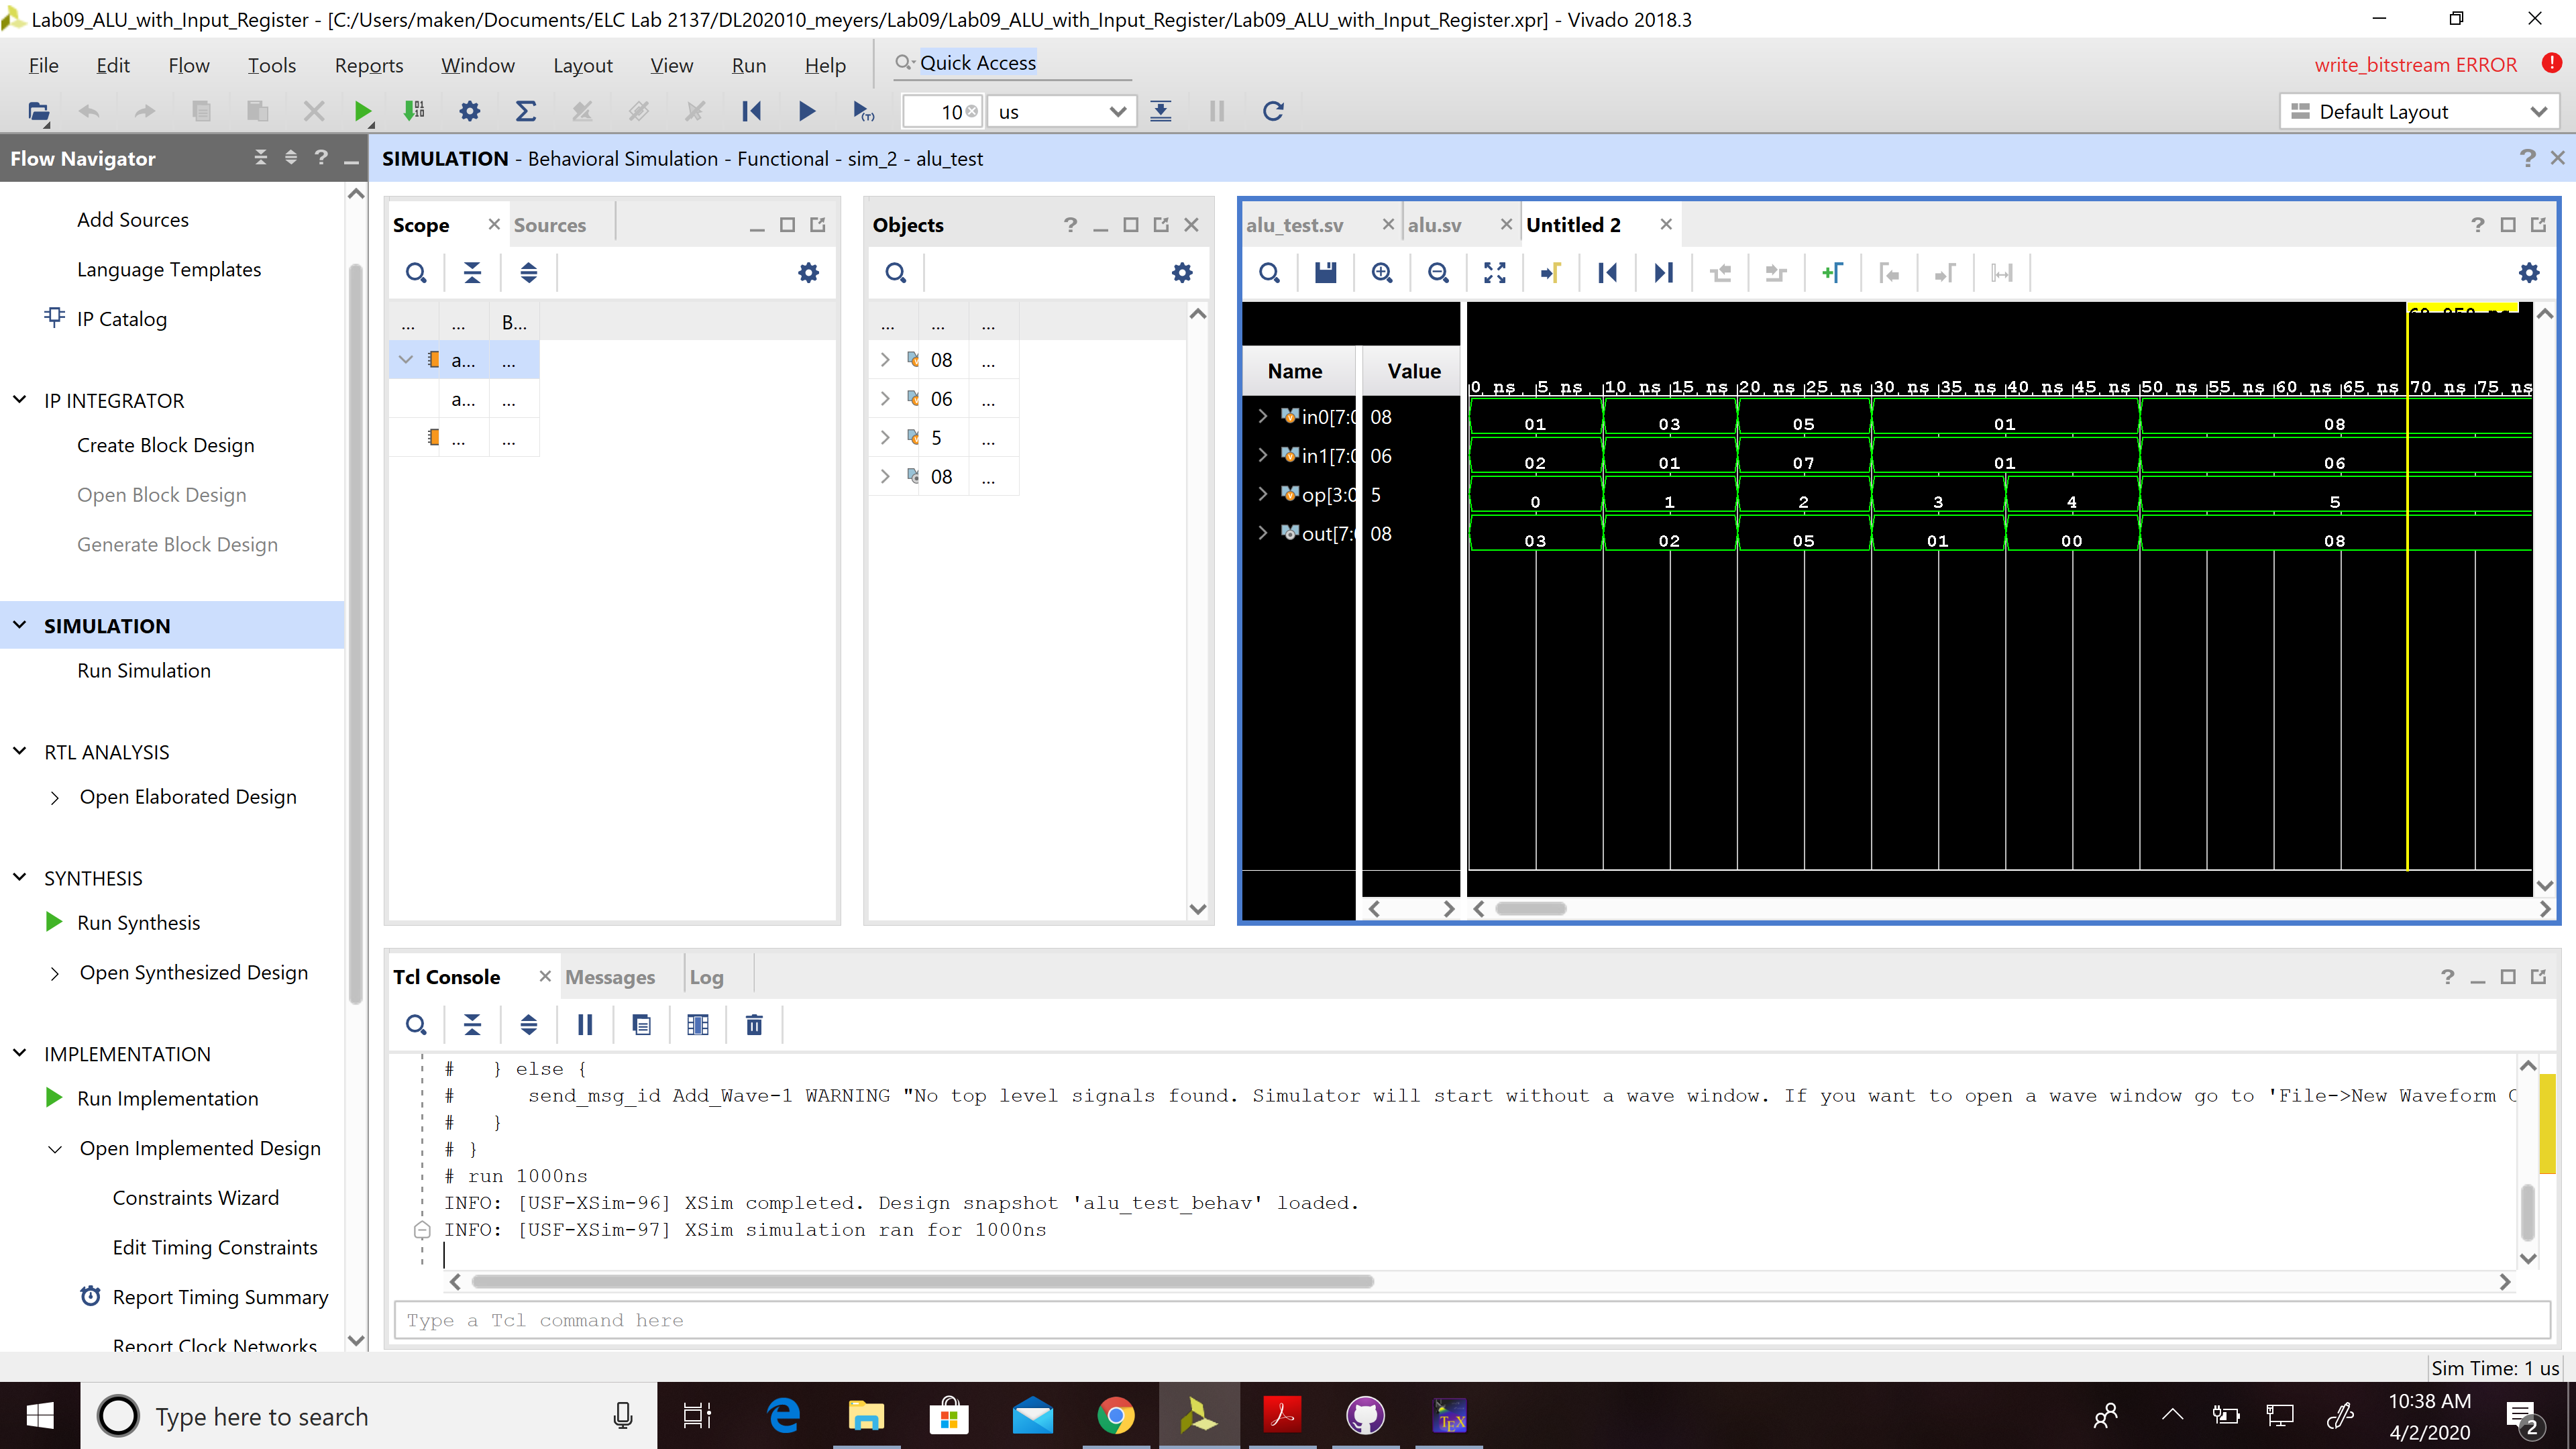 Lab09_ALU_with_Input_Register - [C:/Users/maken/Documents/ELC Lab 2137/DL202010_meyers/Lab09/Lab09_ALU_with_Input_Register/Lab09_ALU_with_Input_Register.xpr] - Vivado 2018.3
File Edit Flow Tools Reports Window Layout View Run Help Quick Access
write_bitstream ERROR
10 us Default Layout
Flow Navigator
SIMULATION - Behavioral Simulation - Functional - sim_2 - alu_test
Add Sources
Language Templates
IP Catalog
IP INTEGRATOR
Create Block Design
Open Block Design
Generate Block Design
SIMULATION
Run Simulation
RTL ANALYSIS
Open Elaborated Design
SYNTHESIS
Run Synthesis
Open Synthesized Design
IMPLEMENTATION
Run Implementation
Open Implemented Design
Constraints Wizard
Edit Timing Constraints
Report Timing Summary
Report Clock Networks
Scope Sources
... ... B...
a... ...
a... ...
... ...
Objects
... ... ...
08 ...
06 ...
5 ...
08 ...
alu_test.sv alu.sv Untitled 2
Name Value
0 ns 5 ns 10 ns 15 ns 20 ns 25 ns 30 ns 35 ns 40 ns 45 ns 50 ns 55 ns 60 ns 65 ns 70 ns 75 ns
in0[7:0 08 01 03 05 01 08
in1[7:0 06 02 01 07 01 06
op[3:0 5 0 1 2 3 4 5
out[7: 08 03 02 05 01 00 08
Tcl Console Messages Log
# } else {
# send_msg_id Add_Wave-1 WARNING "No top level signals found. Simulator will start without a wave window. If you want to open a wave window go to 'File->New Waveform
# }
# }
# run 1000ns
INFO: [USF-XSim-96] XSim completed. Design snapshot 'alu_test_behav' loaded.
INFO: [USF-XSim-97] XSim simulation ran for 1000ns
Type a Tcl command here
Sim Time: 1 us
Type here to search
10:38 AM
4/2/2020
2